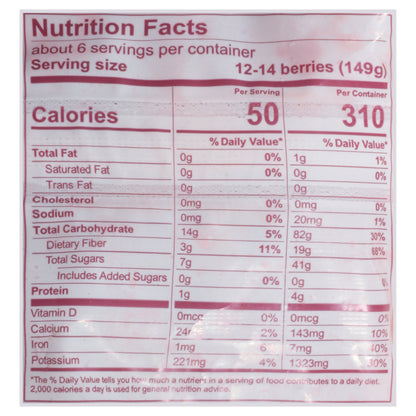 Nutrition Facts
about 6 servings per container
Serving size 12-14 berries (149g)
Per Serving Per Container
Calories 50 310
% Daily Value* % Daily Value*
Total Fat 0g 0% 1g 1%
Saturated Fat 0g 0% 0g 0%
Trans Fat 0g 0g
Cholesterol 0mg 0% 0mg 0%
Sodium 0mg 0% 20mg 1%
Total Carbohydrate 14g 5% 82g 30%
Dietary Fiber 3g 11% 19g 68%
Total Sugars 7g 41g
Includes Added Sugars 0g 0% 0g
Protein 1g 4g
Vitamin D 0mcg 0% 0mcg 0%
Calcium 2% 143mg 10%
Iron 1mg 7mg 40%
Potassium 221mg 4% 1323mg 30%
*The % Daily Value tells you how much a nutrient in a serving of food contributes to a daily diet.
2,000 calories a day is used for general nutrition advice.